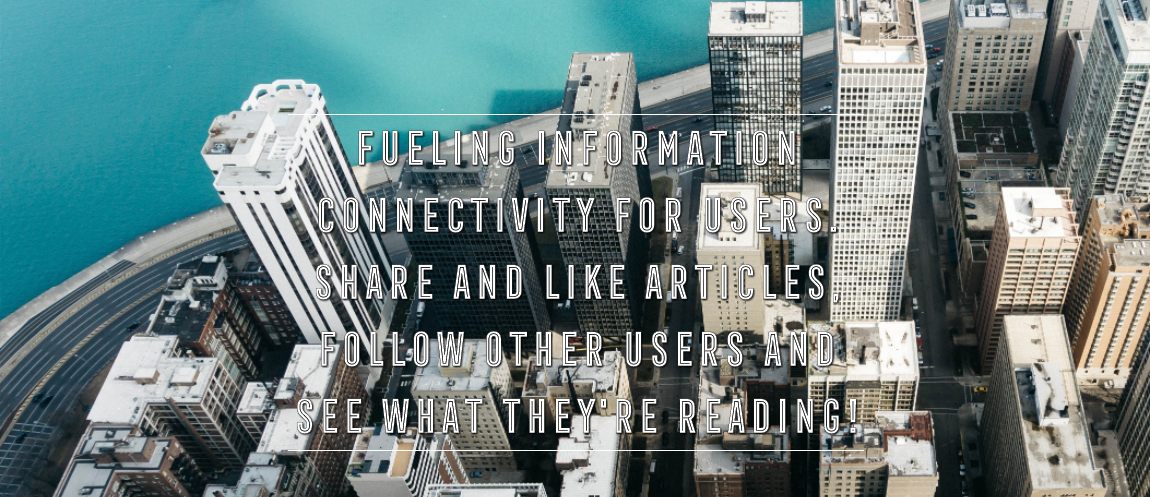 FUELING INFORMATION
CONNECTIVITY FOR USERS.
SHARE AND LIKE ARTICLES,
FOLLOW OTHER USERS AND
SEE WHAT THEY'RE READING!